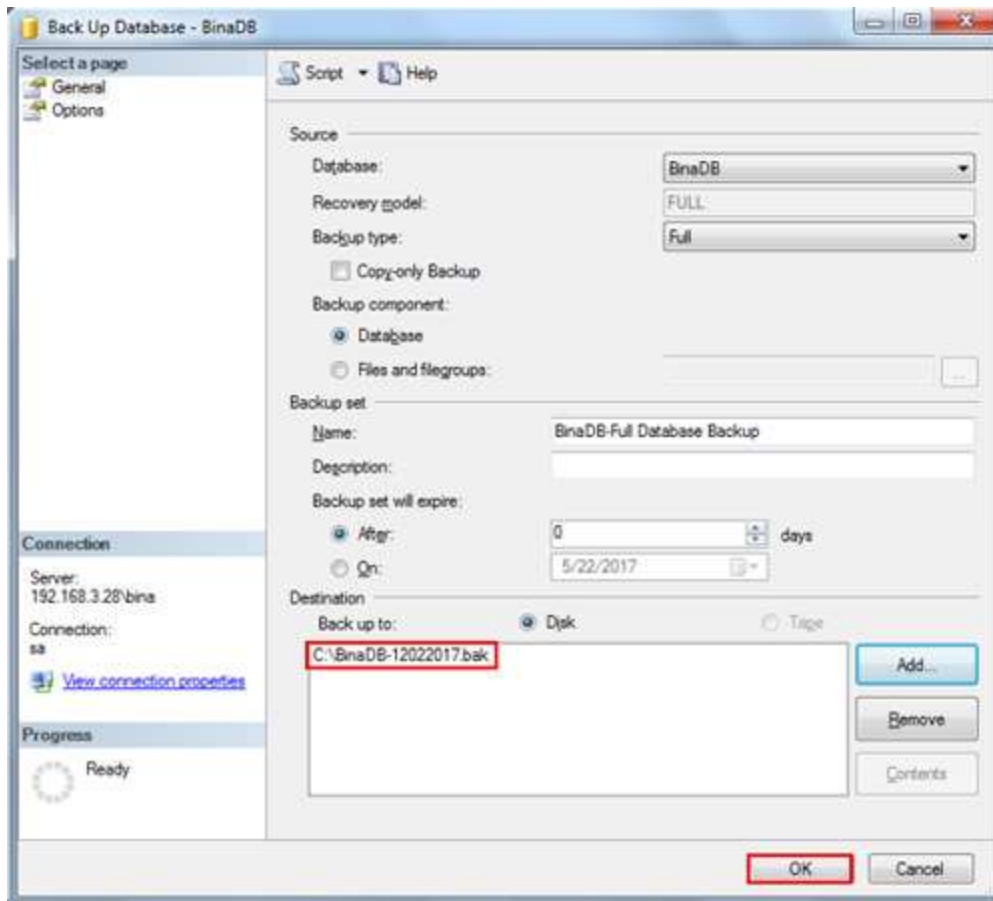 Back Up Database - BinaDB
Select a page
General
Options
Script Help
Source
Database: BinaDB
Recovery model: FULL
Backup type: Full
Copy-only Backup
Backup component:
Database
Files and filegroups: ...
Backup set
Name: BinaDB-Full Database Backup
Description:
Backup set will expire:
After: 0 days
On: 5/22/2017
Destination
Back up to: Disk Tape
C:\BinaDB-12022017.bak
Add...
Remove
Contents
Connection
Server:
192.168.3.28\bina
Connection:
sa
View connection properties
Progress
Ready
OK Cancel